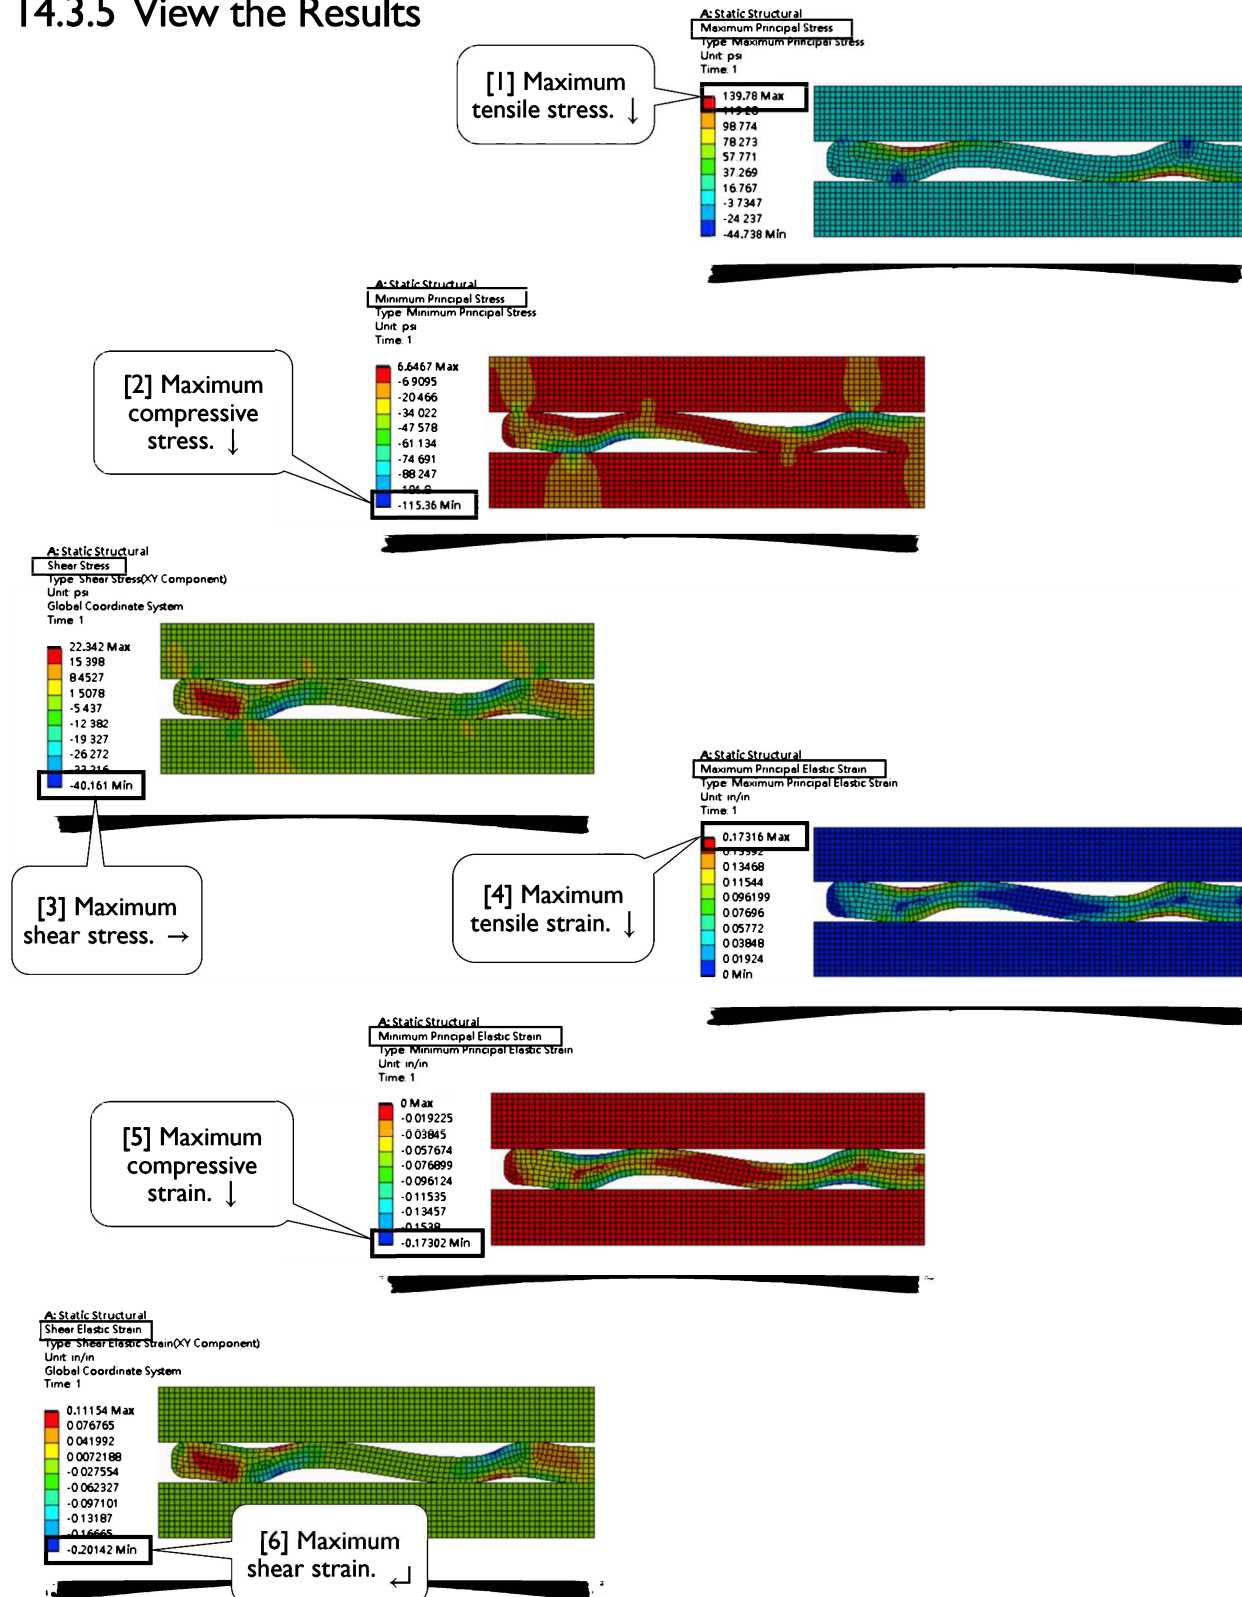 14.3.5 View the Results
A: Static Structural
Maximum Principal Stress
Type: Maximum Principal Stress
Unit: psi
Time: 1
[1] Maximum
tensile stress. ↓
139.78 Max
119.28
98.774
78.273
57.771
37.269
16.767
-3.7347
-24.237
-44.738 Min
A: Static Structural
Minimum Principal Stress
Type: Minimum Principal Stress
Unit: psi
Time: 1
[2] Maximum
compressive
stress. ↓
6.6467 Max
-6.9095
-20.466
-34.022
-47.578
-61.134
-74.691
-88.247
-101.8
-115.36 Min
A: Static Structural
Shear Stress
Type: Shear Stress(XY Component)
Unit: psi
Global Coordinate System
Time: 1
22.342 Max
15.398
8.4527
1.5078
-5.437
-12.382
-19.327
-26.272
-33.216
-40.161 Min
[3] Maximum
shear stress. →
A: Static Structural
Maximum Principal Elastic Strain
Type: Maximum Principal Elastic Strain
Unit: in/in
Time: 1
[4] Maximum
tensile strain. ↓
0.17316 Max
0.15392
0.13468
0.11544
0.096199
0.07696
0.05772
0.03848
0.01924
0 Min
A: Static Structural
Minimum Principal Elastic Strain
Type: Minimum Principal Elastic Strain
Unit: in/in
Time: 1
[5] Maximum
compressive
strain. ↓
0 Max
-0.019225
-0.03845
-0.057674
-0.076899
-0.096124
-0.11535
-0.13457
-0.1538
-0.17302 Min
A: Static Structural
Shear Elastic Strain
Type: Shear Elastic Strain(XY Component)
Unit: in/in
Global Coordinate System
Time: 1
0.11154 Max
0.076765
0.041992
0.0072188
-0.027554
-0.062327
-0.097101
-0.13187
-0.16665
-0.20142 Min
[6] Maximum
shear strain. ↵